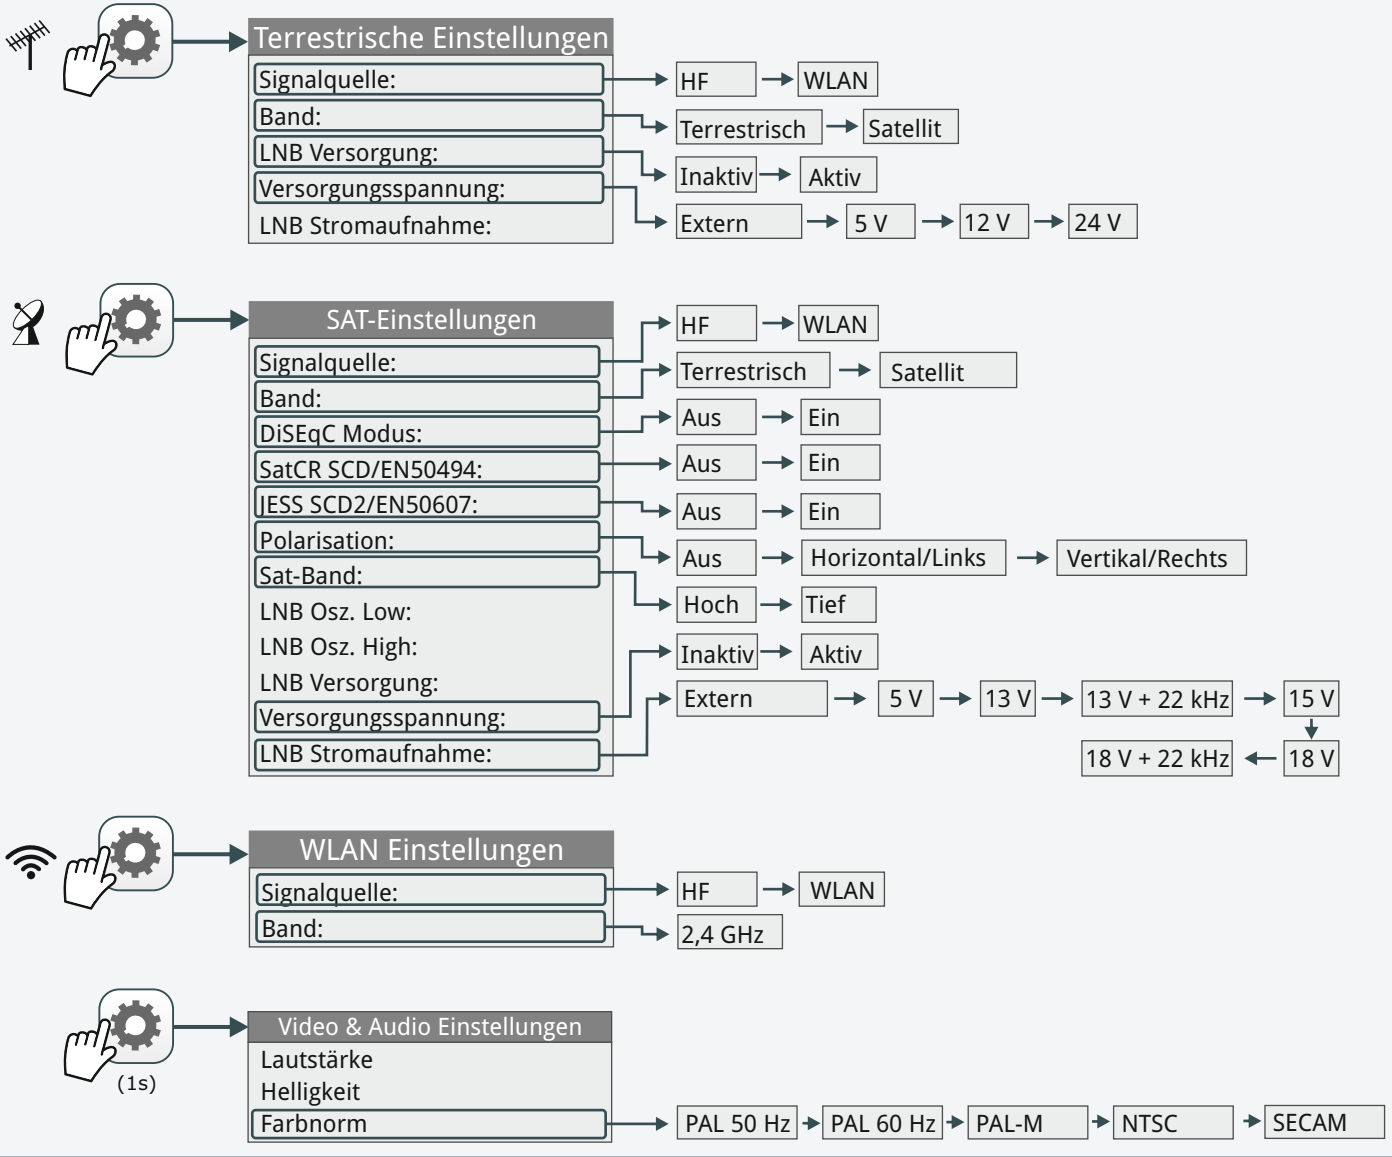 Terrestrische Einstellungen
Signalquelle: HF WLAN
Band: Terrestrisch Satellit
LNB Versorgung: Inaktiv Aktiv
Versorgungsspannung: Extern 5 V 12 V 24 V
LNB Stromaufnahme:
SAT-Einstellungen
Signalquelle: HF WLAN
Band: Terrestrisch Satellit
DiSEqC Modus: Aus Ein
SatCR SCD/EN50494: Aus Ein
JESS SCD2/EN50607: Aus Ein
Polarisation: Aus Horizontal/Links Vertikal/Rechts
Sat-Band: Hoch Tief
LNB Osz. Low:
LNB Osz. High:
LNB Versorgung:
Versorgungsspannung: Inaktiv Aktiv
LNB Stromaufnahme: Extern 5 V 13 V 13 V + 22 kHz 15 V
18 V + 22 kHz 18 V
WLAN Einstellungen
Signalquelle: HF WLAN
Band: 2,4 GHz
(1s)
Video & Audio Einstellungen
Lautstärke
Helligkeit
Farbnorm PAL 50 Hz PAL 60 Hz PAL-M NTSC SECAM